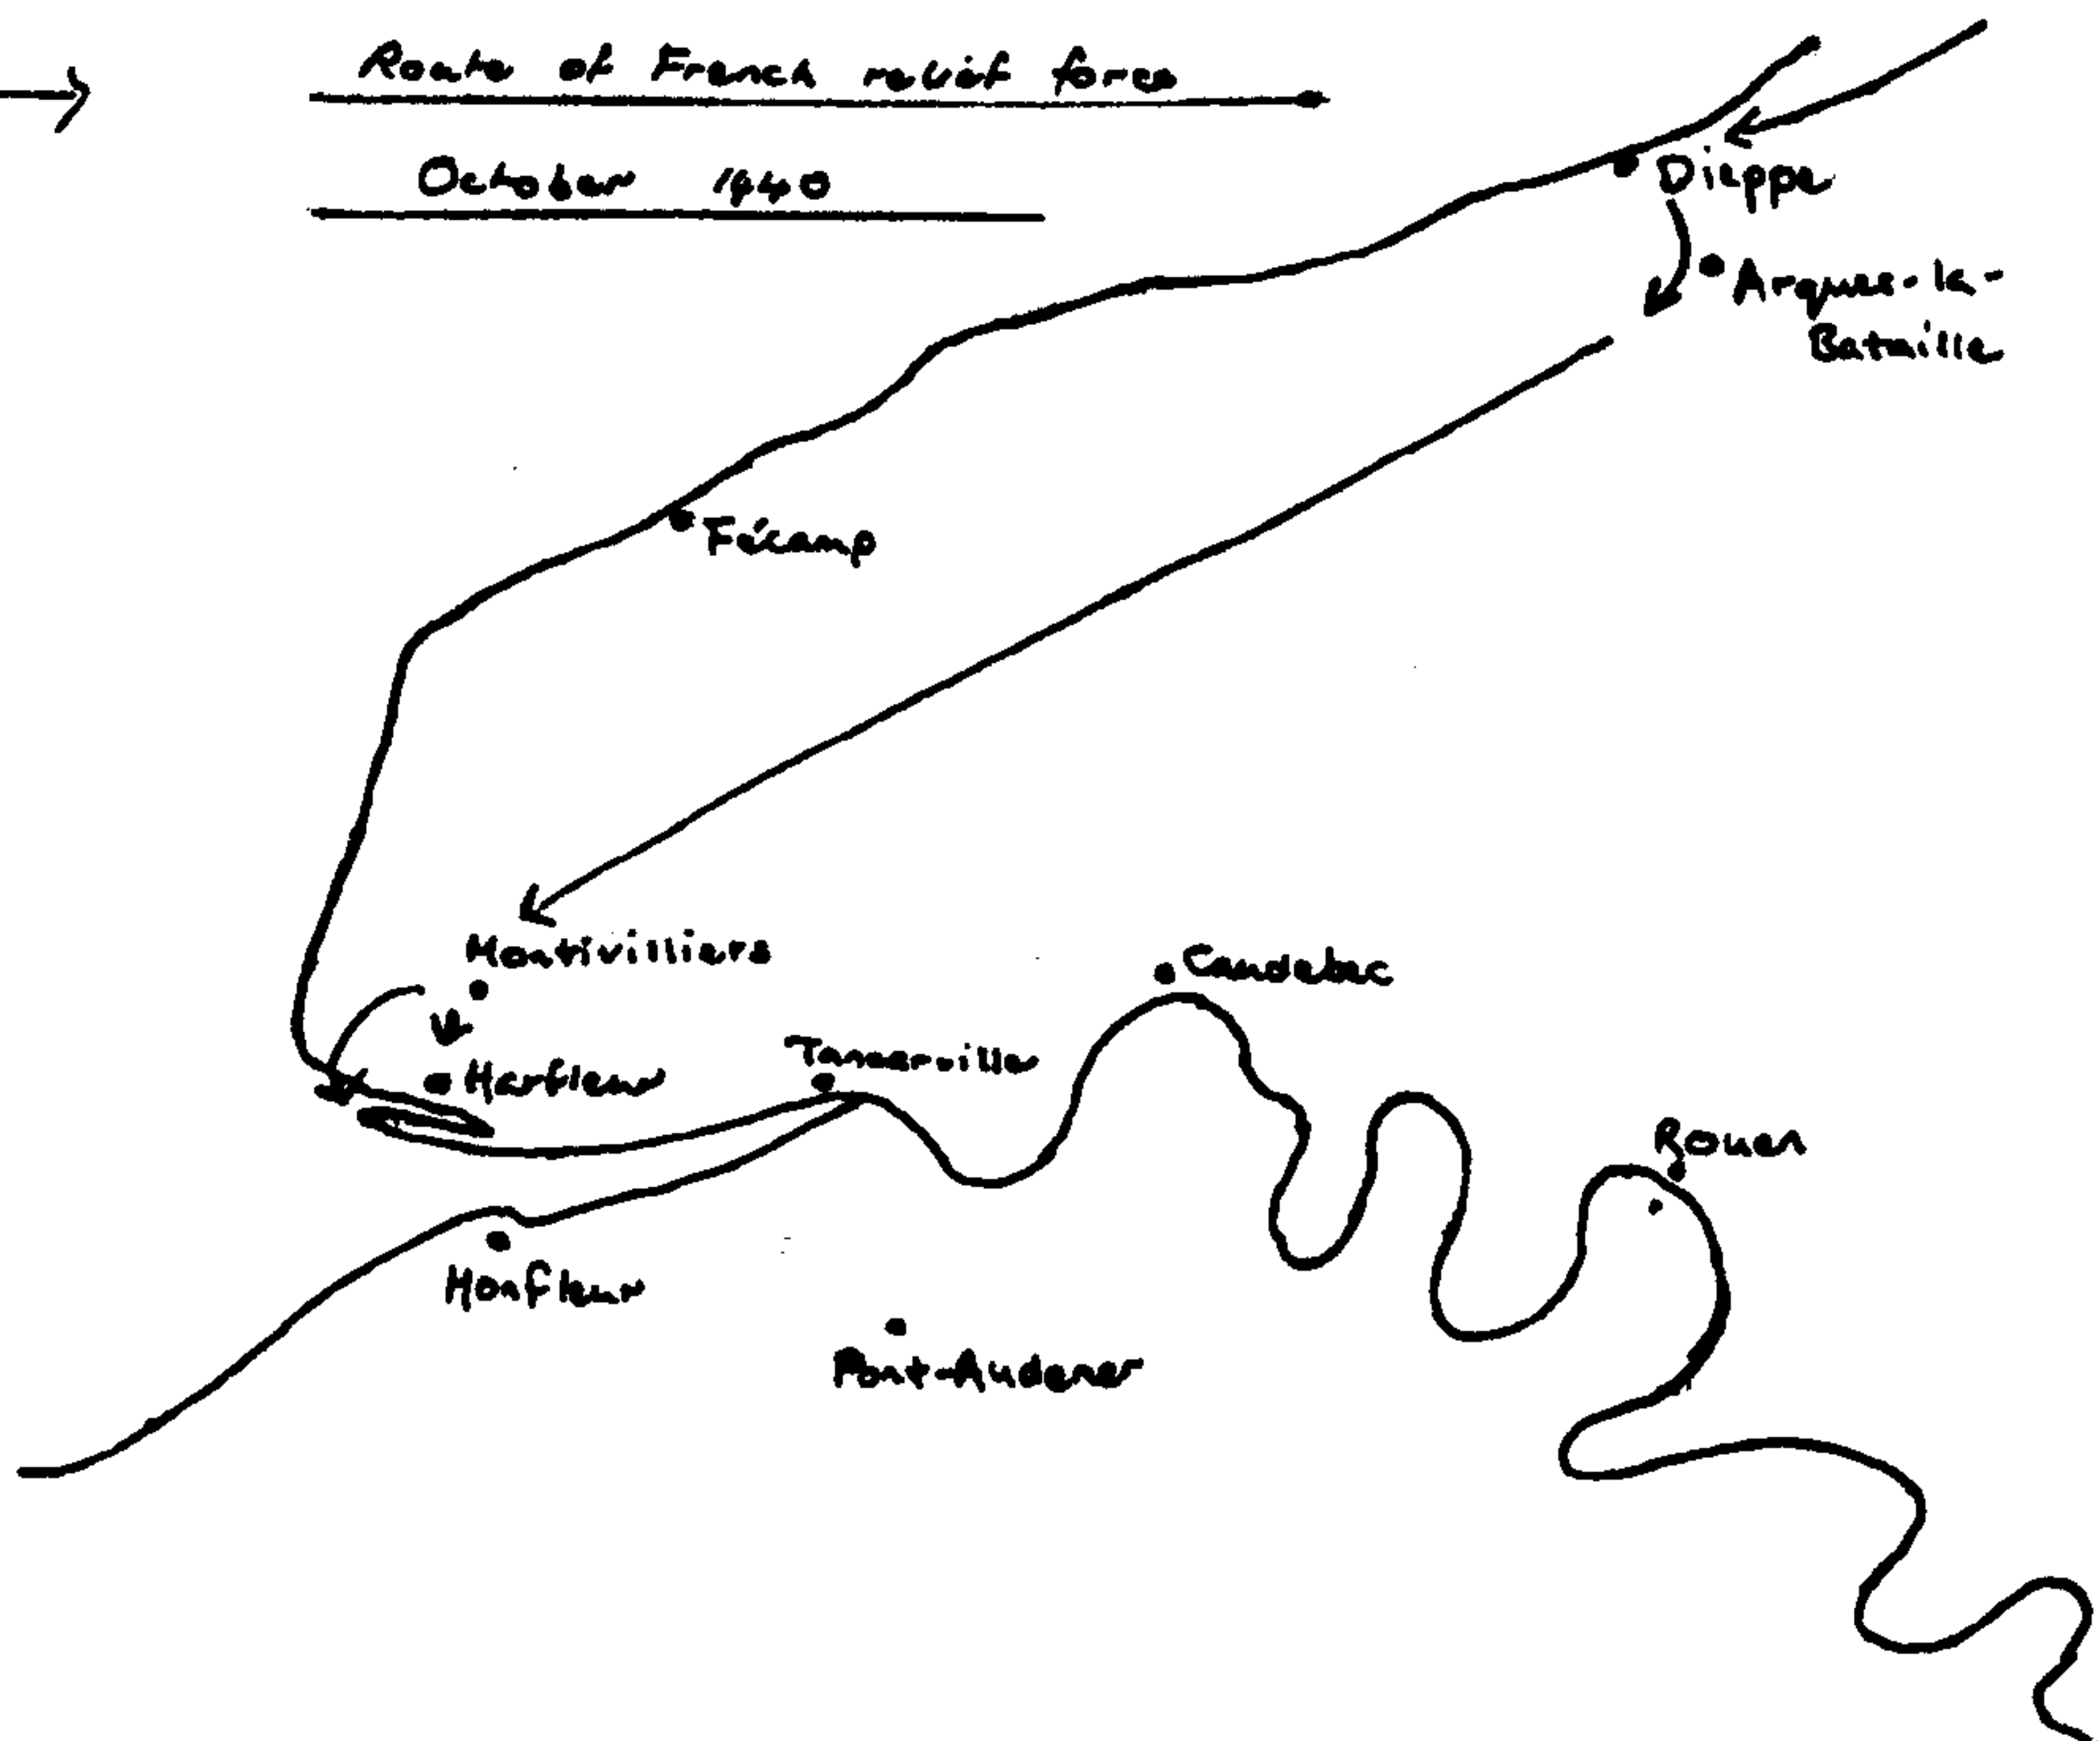 Route of French relief force
October 1440
Dieppe
Arques-la-
Bataille
Fécamp
Montivilliers
Caudebec
Tancarville
Harfleur
Rouen
Honfleur
Pont-Audemer